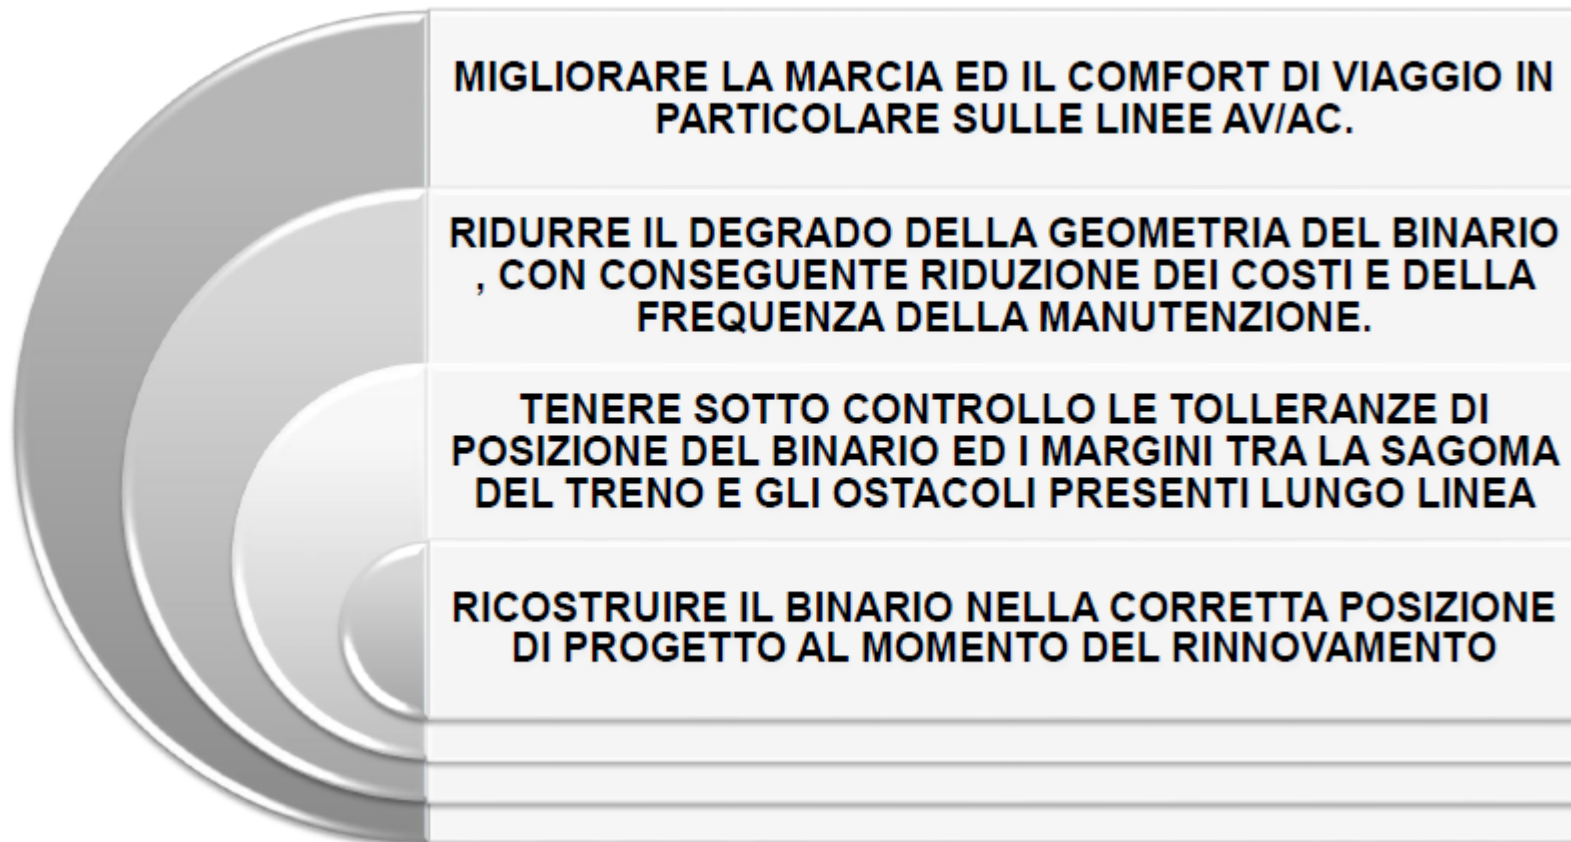 MIGLIORARE LA MARCIA ED IL COMFORT DI VIAGGIO IN
PARTICOLARE SULLE LINEE AV/AC.
RIDURRE IL DEGRADO DELLA GEOMETRIA DEL BINARIO
, CON CONSEGUENTE RIDUZIONE DEI COSTI E DELLA
FREQUENZA DELLA MANUTENZIONE.
TENERE SOTTO CONTROLLO LE TOLLERANZE DI
POSIZIONE DEL BINARIO ED I MARGINI TRA LA SAGOMA
DEL TRENO E GLI OSTACOLI PRESENTI LUNGO LINEA
RICOSTRUIRE IL BINARIO NELLA CORRETTA POSIZIONE
DI PROGETTO AL MOMENTO DEL RINNOVAMENTO